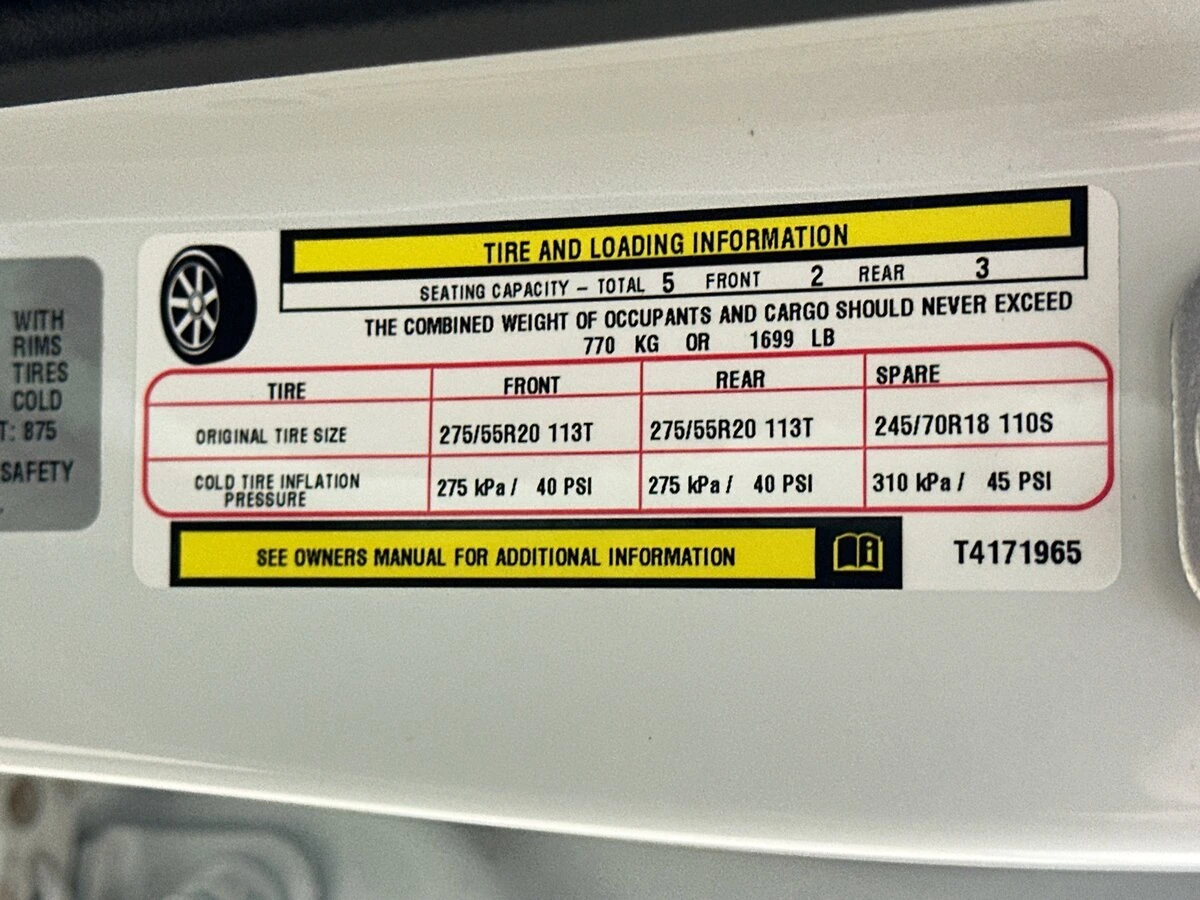 WITH
RIMS
TIRES
COLD
T: 875
SAFETY
TIRE AND LOADING INFORMATION
SEATING CAPACITY – TOTAL 5 FRONT 2 REAR 3
THE COMBINED WEIGHT OF OCCUPANTS AND CARGO SHOULD NEVER EXCEED
770 KG OR 1699 LB
TIRE FRONT REAR SPARE
ORIGINAL TIRE SIZE 275/55R20 113T 275/55R20 113T 245/70R18 110S
COLD TIRE INFLATION PRESSURE 275 kPa / 40 PSI 275 kPa / 40 PSI 310 kPa / 45 PSI
SEE OWNERS MANUAL FOR ADDITIONAL INFORMATION
T4171965